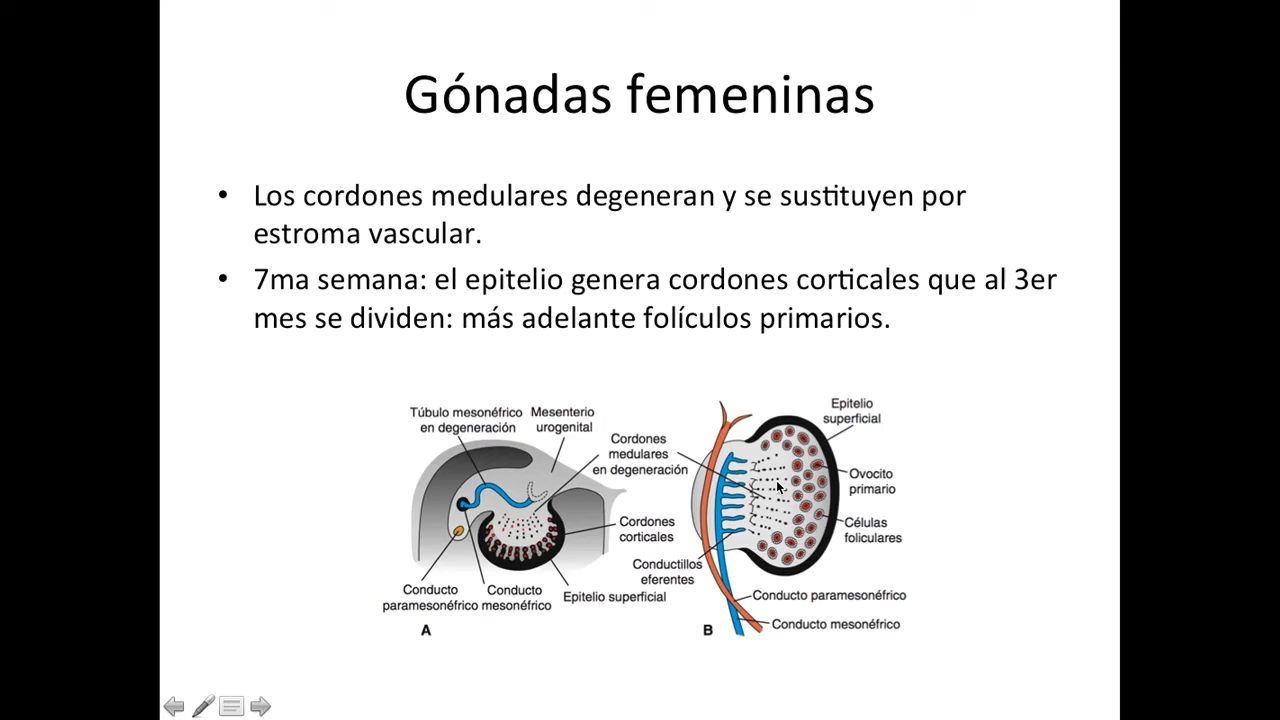 Gónadas femeninas
• Los cordones medulares degeneran y se sustituyen por
estroma vascular.
• 7ma semana: el epitelio genera cordones corticales que al 3er
mes se dividen: más adelante folículos primarios.
Túbulo mesonéfrico
en degeneración
Mesenterio
urogenital
Cordones
medulares
en degeneración
Cordones
corticales
Conducto
paramesonéfrico
Conducto
mesonéfrico
Epitelio superficial
A
Epitelio
superficial
Ovocito
primario
Células
foliculares
Conductillos
eferentes
Conducto paramesonéfrico
Conducto mesonéfrico
B